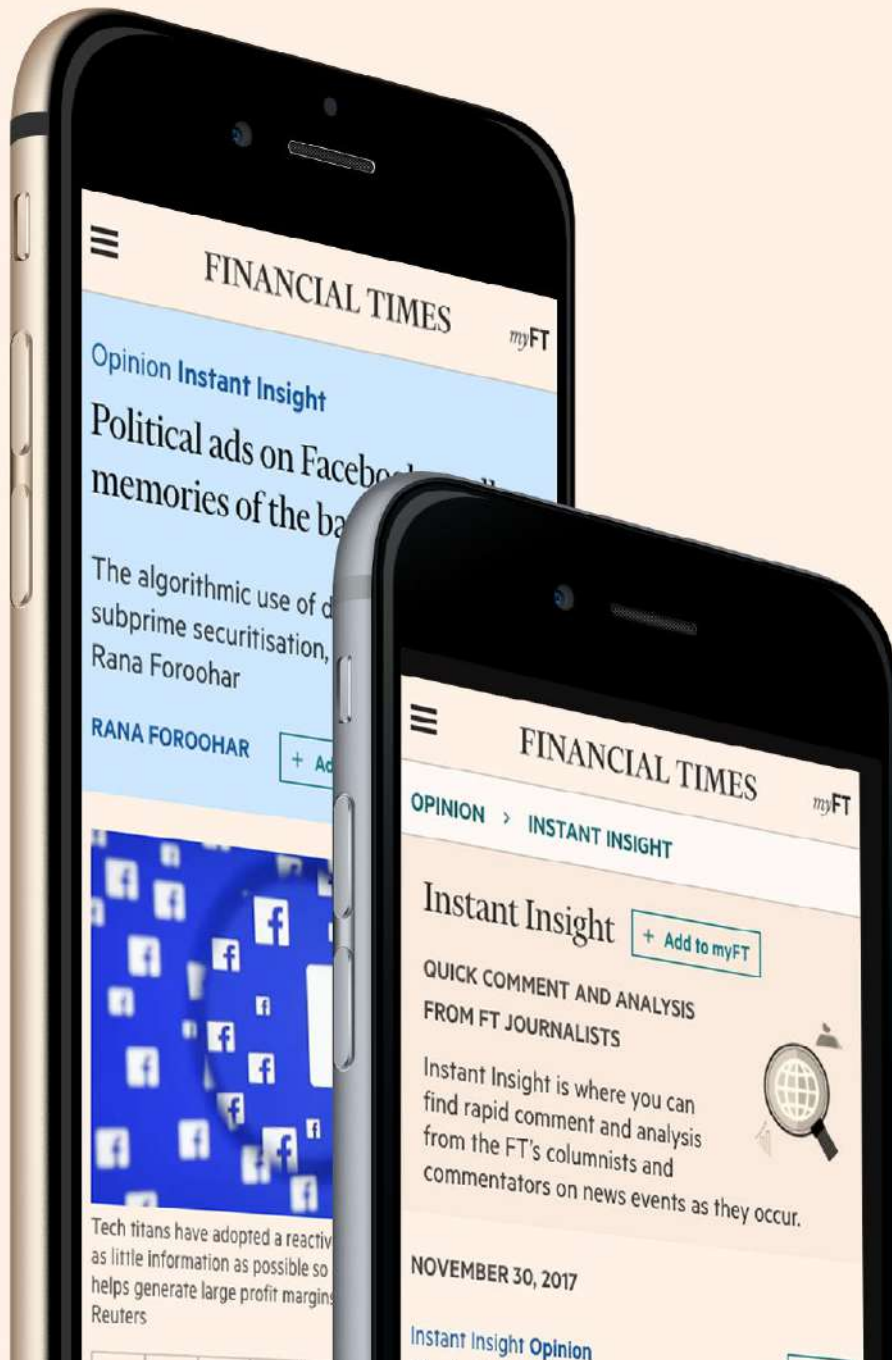 FINANCIAL TIMES
myFT
Opinion Instant Insight
Political ads on Facebook
memories of the
The algorithmic use of
subprime securitisation,
Rana Foroohar
RANA FOROOHAR
+
Tech titans have adopted a
as little information as possible so
helps generate large profit margins
Reuters
FINANCIAL TIMES
myFT
OPINION > INSTANT INSIGHT
Instant Insight
+ Add to myFT
QUICK COMMENT AND ANALYSIS
FROM FT JOURNALISTS
Instant Insight is where you can
find rapid comment and analysis
from the FT's columnists and
commentators on news events as they occur.
NOVEMBER 30, 2017
Instant Insight Opinion